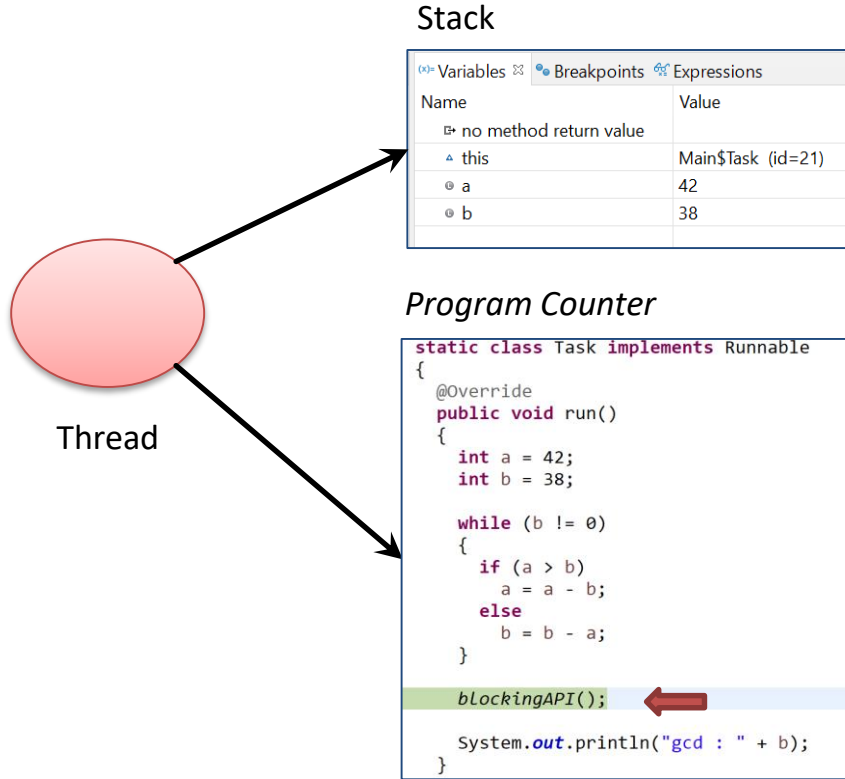 Stack
(x)= Variables Breakpoints Expressions
Name Value
no method return value
this Main$Task (id=21)
a 42
b 38
Program Counter
static class Task implements Runnable
{
@Override
public void run()
{
int a = 42;
int b = 38;
while (b != 0)
{
if (a > b)
a = a - b;
else
b = b - a;
}
blockingAPI();
System.out.println("gcd : " + b);
}
Thread